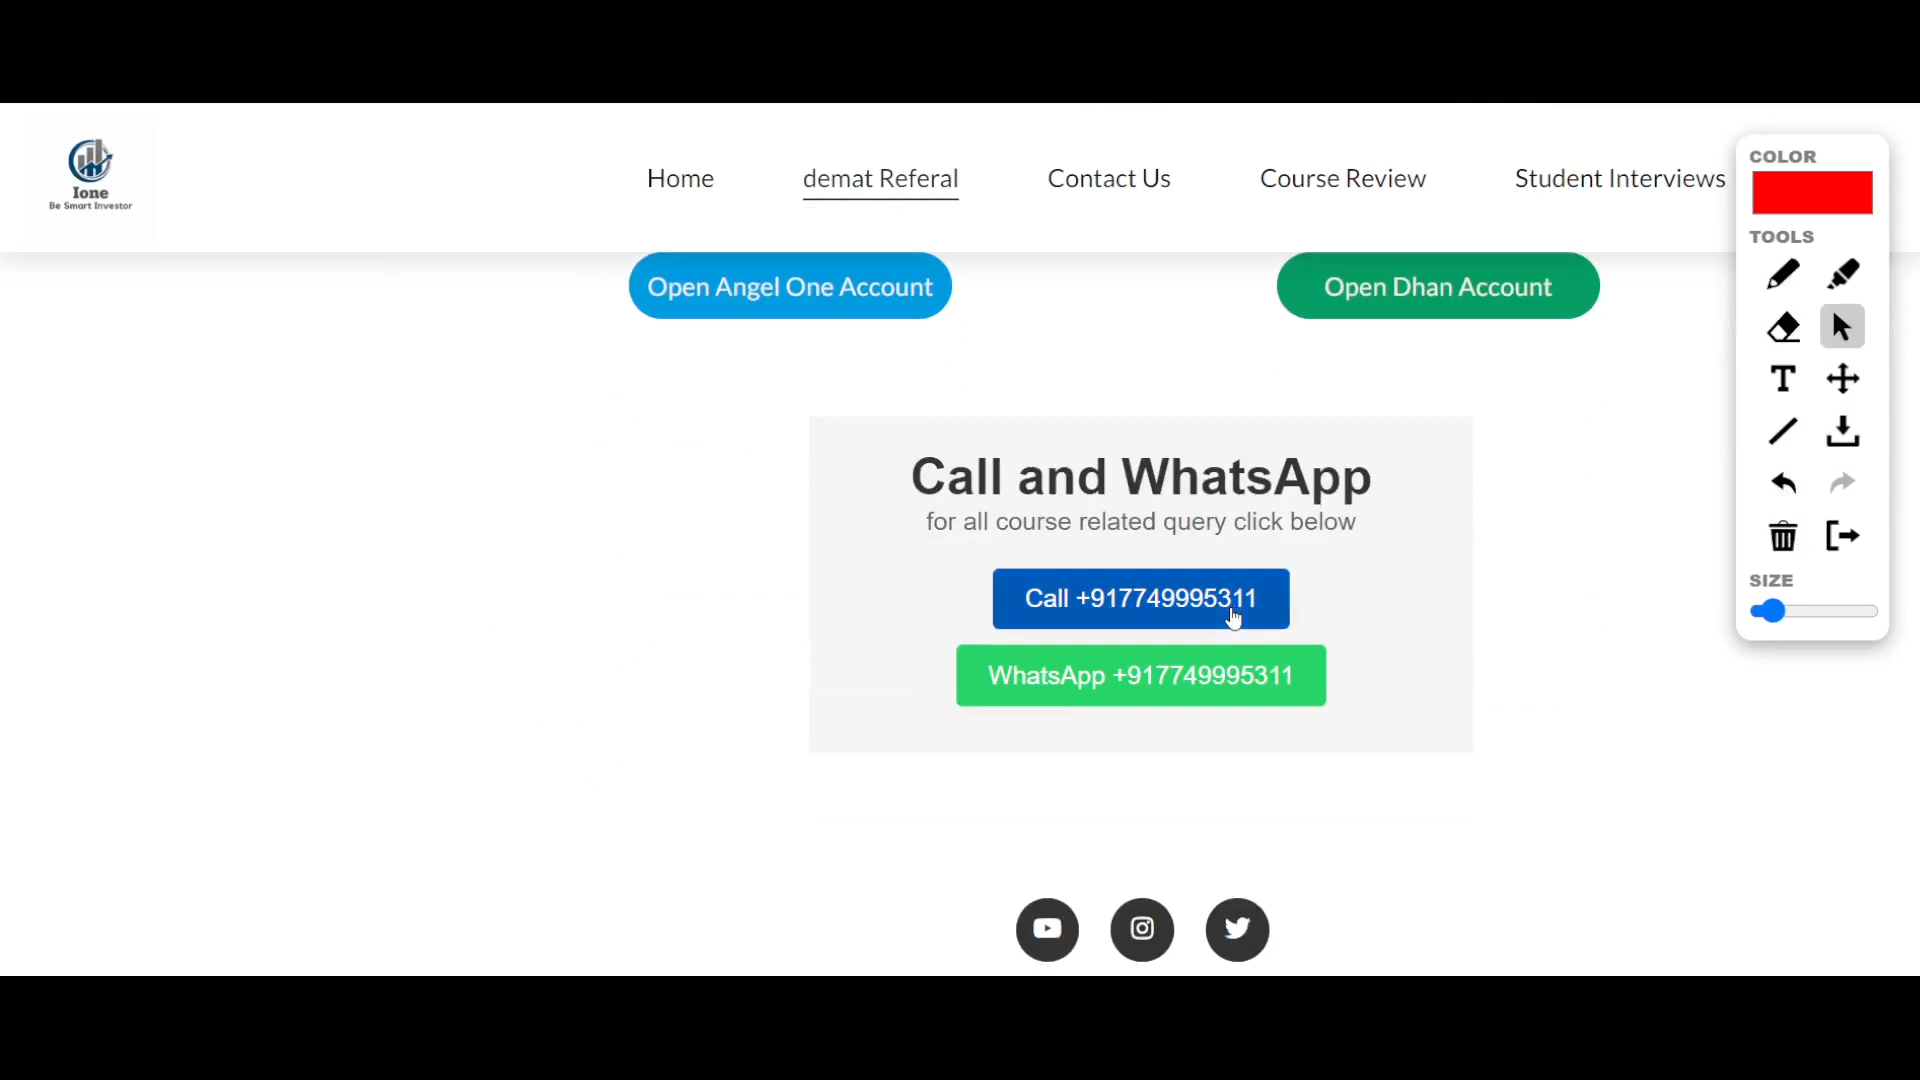 Ione
Be Smart Investor
Home
demat Referal
Contact Us
Course Review
Student Interviews
Open Angel One Account
Open Dhan Account
Call and WhatsApp
for all course related query click below
Call +917749995311
WhatsApp +917749995311
COLOR
TOOLS
T
SIZE